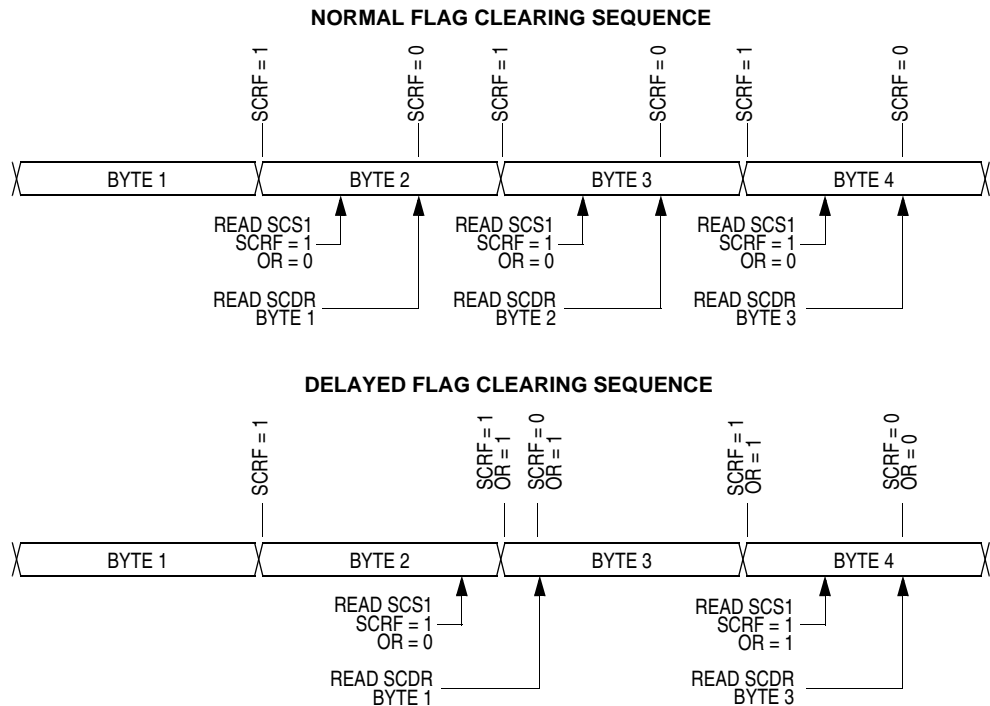 NORMAL FLAG CLEARING SEQUENCE
SCRF = 1
SCRF = 0
SCRF = 1
SCRF = 0
SCRF = 1
SCRF = 0
BYTE 1
BYTE 2
BYTE 3
BYTE 4
READ SCS1
SCRF = 1
OR = 0
READ SCS1
SCRF = 1
OR = 0
READ SCS1
SCRF = 1
OR = 0
READ SCDR
BYTE 1
READ SCDR
BYTE 2
READ SCDR
BYTE 3
DELAYED FLAG CLEARING SEQUENCE
SCRF = 1
SCRF = 1
OR = 1
SCRF = 0
OR = 1
SCRF = 1
OR = 1
SCRF = 0
OR = 0
BYTE 1
BYTE 2
BYTE 3
BYTE 4
READ SCS1
SCRF = 1
OR = 0
READ SCS1
SCRF = 1
OR = 1
READ SCDR
BYTE 1
READ SCDR
BYTE 3